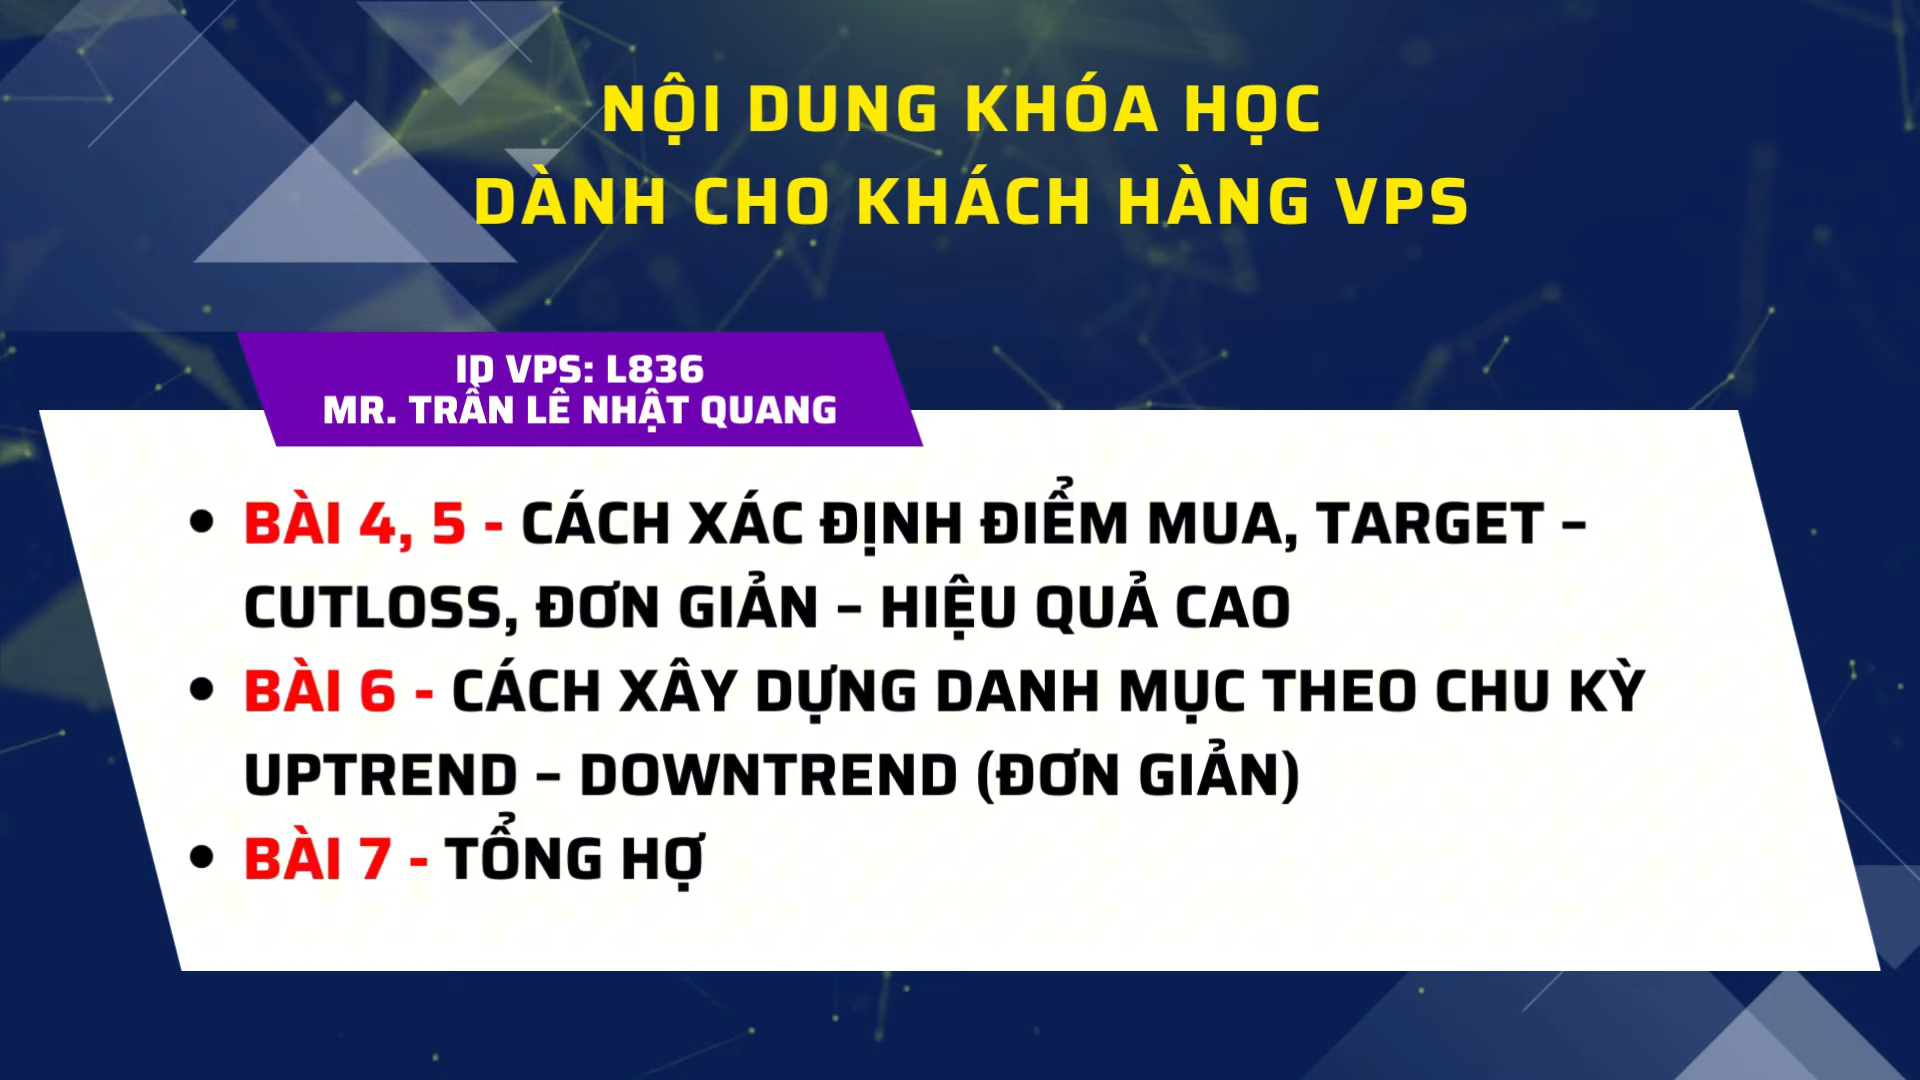 NỘI DUNG KHÓA HỌC
DÀNH CHO KHÁCH HÀNG VPS
ID VPS: L836
MR. TRẦN LÊ NHẬT QUANG
• BÀI 4, 5 - CÁCH XÁC ĐỊNH ĐIỂM MUA, TARGET –
CUTLOSS, ĐƠN GIẢN – HIỆU QUẢ CAO
• BÀI 6 - CÁCH XÂY DỰNG DANH MỤC THEO CHU KỲ
UPTREND – DOWNTREND (ĐƠN GIẢN)
• BÀI 7 - TỔNG HỢ